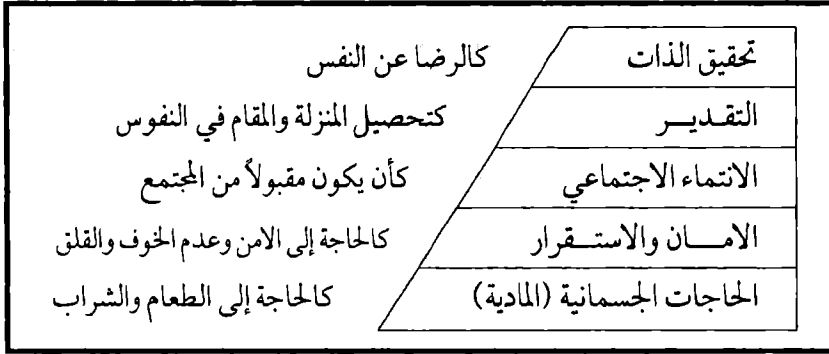 تحقيق الذات كالرضا عن النفس
التقديــر كتحصيل المنزلة والمقام في النفوس
الانتماء الاجتماعي كأن يكون مقبولاً من المجتمع
الامــان والاستــقرار كالحاجة إلى الامن وعدم الخوف والقلق
الحاجات الجسمانية (المادية) كالحاجة إلى الطعام والشراب